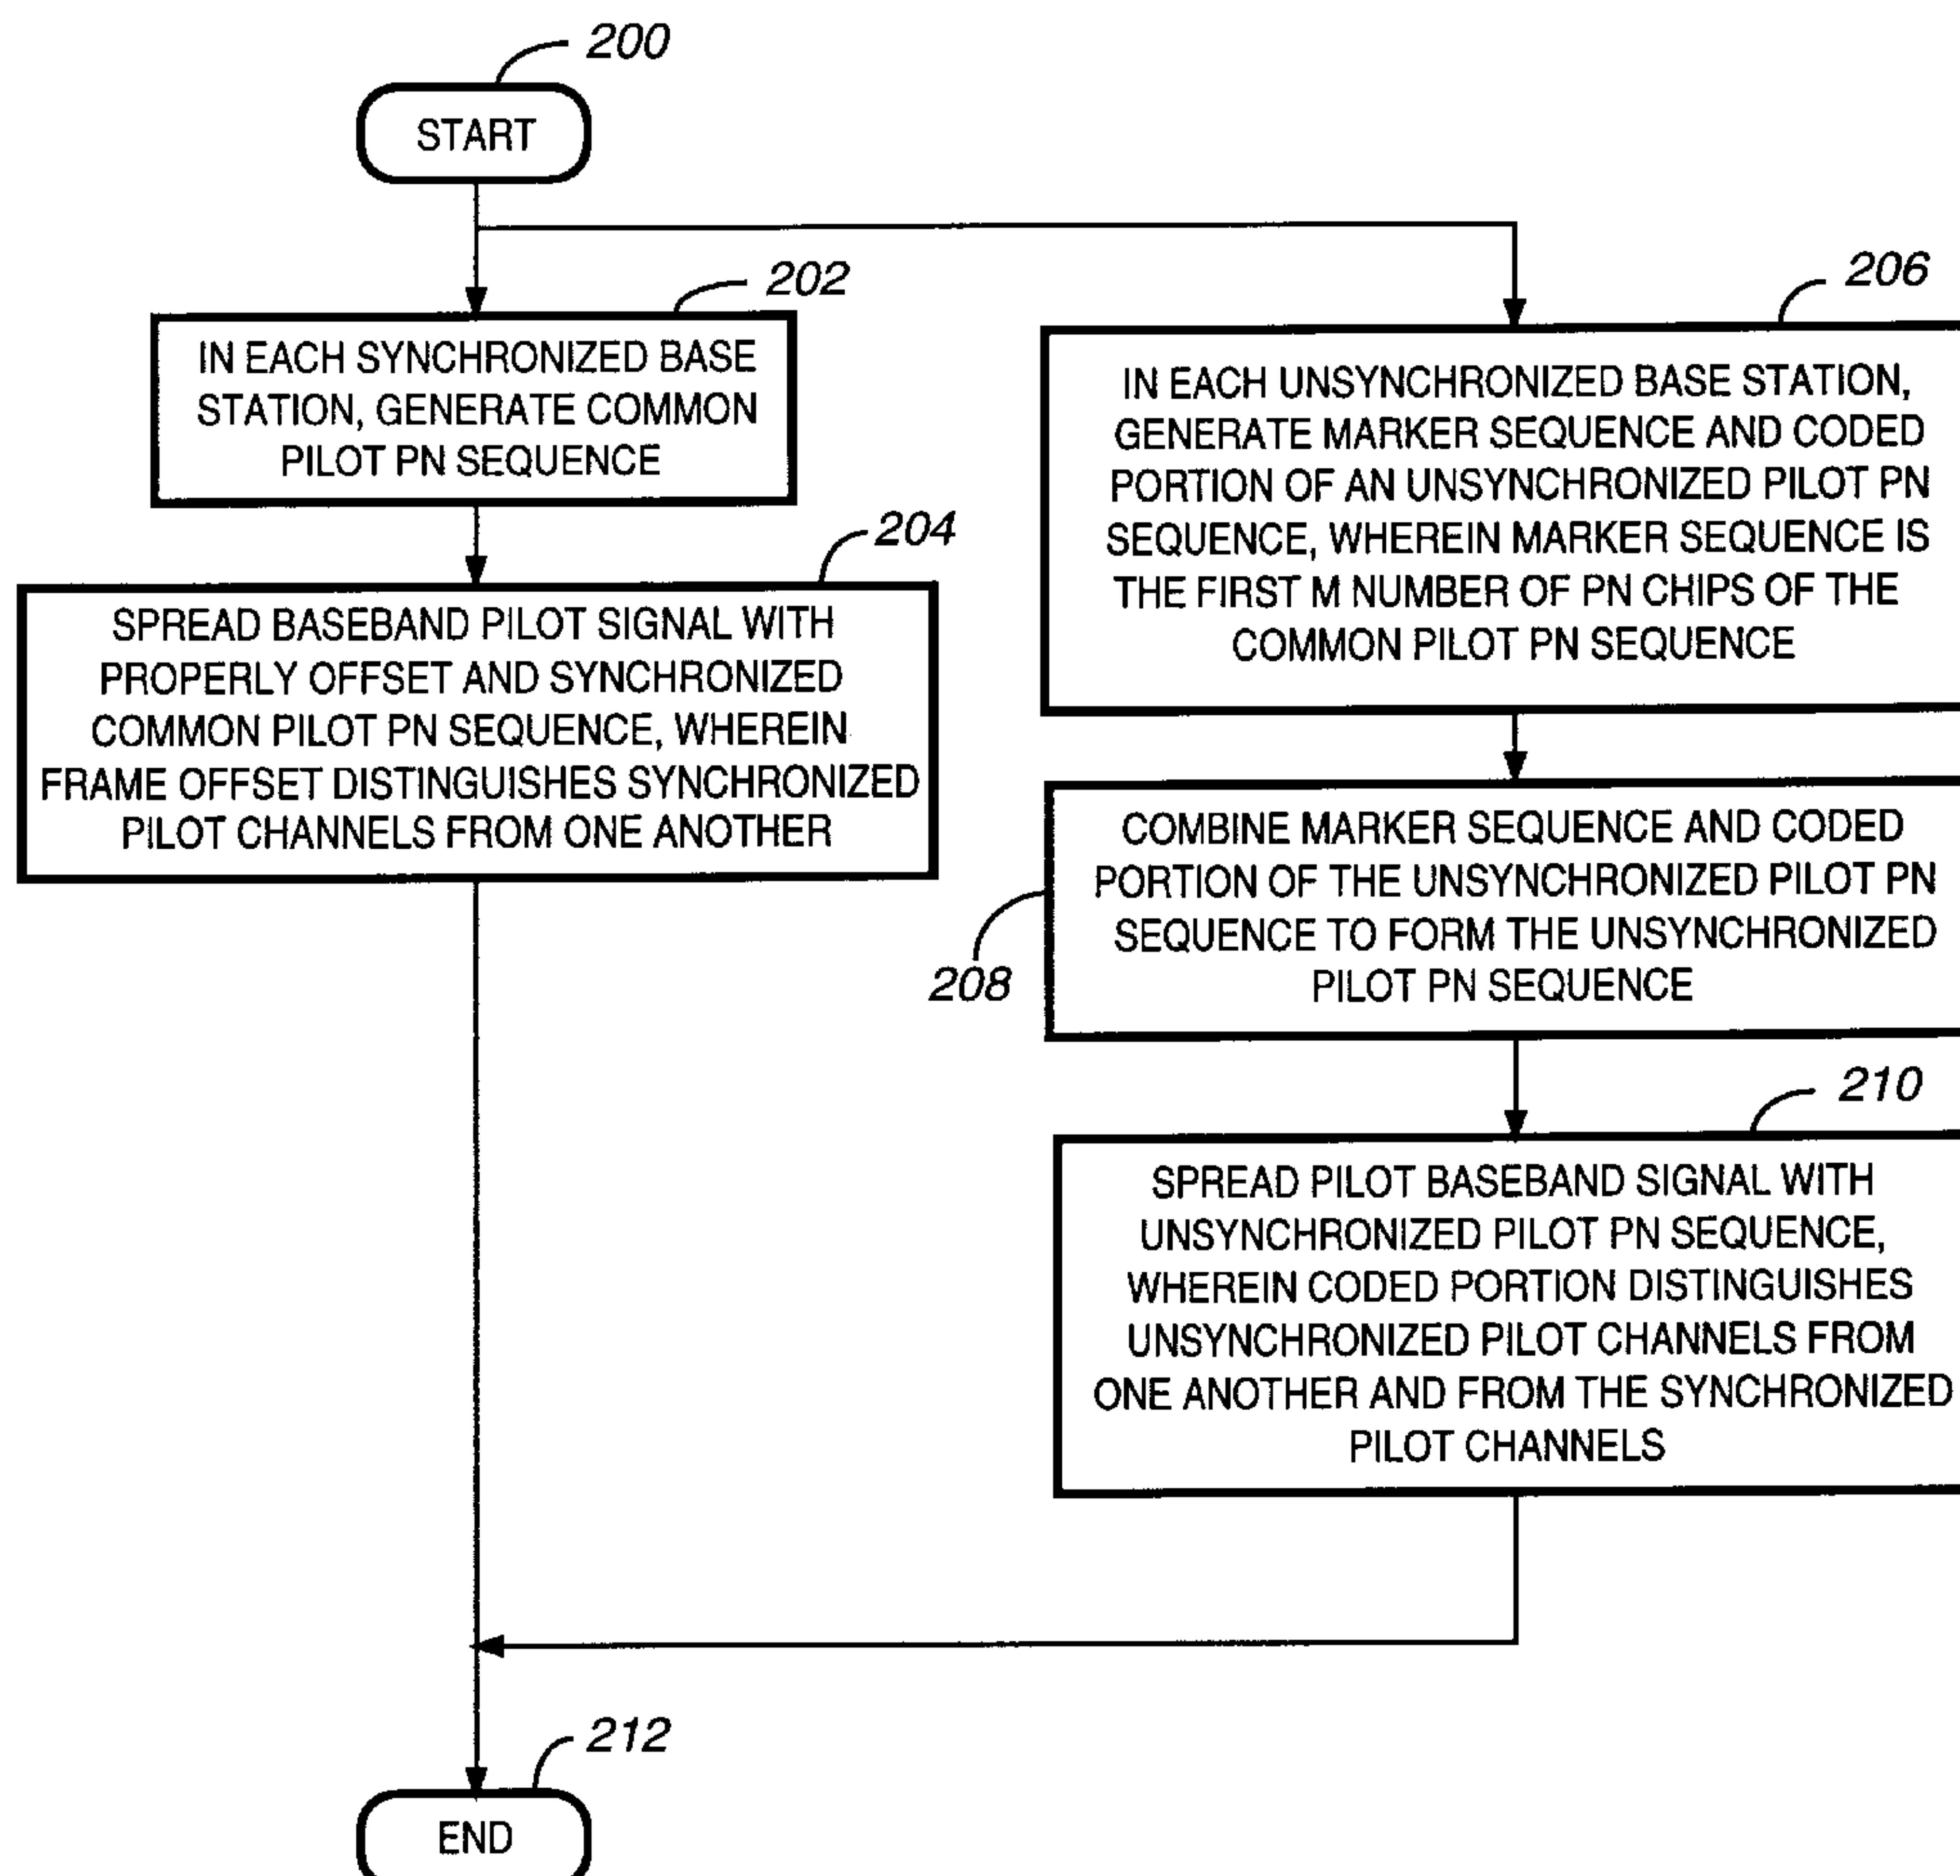 200
START
202
IN EACH SYNCHRONIZED BASE
STATION, GENERATE COMMON
PILOT PN SEQUENCE
204
SPREAD BASEBAND PILOT SIGNAL WITH
PROPERLY OFFSET AND SYNCHRONIZED
COMMON PILOT PN SEQUENCE, WHEREIN
FRAME OFFSET DISTINGUISHES SYNCHRONIZED
PILOT CHANNELS FROM ONE ANOTHER
206
IN EACH UNSYNCHRONIZED BASE STATION,
GENERATE MARKER SEQUENCE AND CODED
PORTION OF AN UNSYNCHRONIZED PILOT PN
SEQUENCE, WHEREIN MARKER SEQUENCE IS
THE FIRST M NUMBER OF PN CHIPS OF THE
COMMON PILOT PN SEQUENCE
208
COMBINE MARKER SEQUENCE AND CODED
PORTION OF THE UNSYNCHRONIZED PILOT PN
SEQUENCE TO FORM THE UNSYNCHRONIZED
PILOT PN SEQUENCE
210
SPREAD PILOT BASEBAND SIGNAL WITH
UNSYNCHRONIZED PILOT PN SEQUENCE,
WHEREIN CODED PORTION DISTINGUISHES
UNSYNCHRONIZED PILOT CHANNELS FROM
ONE ANOTHER AND FROM THE SYNCHRONIZED
PILOT CHANNELS
212
END